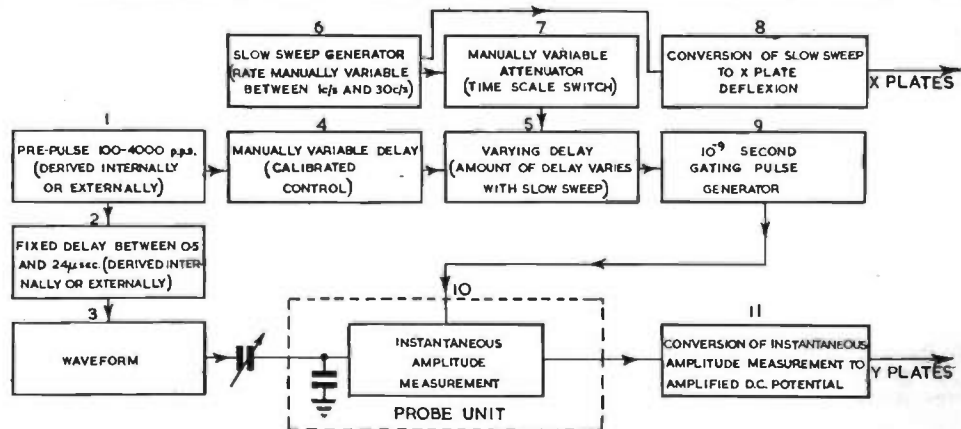 6
SLOW SWEEP GENERATOR
(RATE MANUALLY VARIABLE
BETWEEN 1c/s AND 30c/s)
7
MANUALLY VARIABLE
ATTENUATOR
(TIME SCALE SWITCH)
8
CONVERSION OF SLOW SWEEP
TO X PLATE
DEFLEXION
X PLATES
1
PRE-PULSE 100-4000 p.p.s.
(DERIVED INTERNALLY
OR EXTERNALLY)
4
MANUALLY VARIABLE DELAY
(CALIBRATED
CONTROL)
5
VARYING DELAY
(AMOUNT OF DELAY VARIES
WITH SLOW SWEEP)
9
10⁻⁹ SECOND
GATING PULSE
GENERATOR
2
FIXED DELAY BETWEEN 0·5
AND 24μsec.(DERIVED INTER-
NALLY OR EXTERNALLY)
3
WAVEFORM
10
INSTANTANEOUS
AMPLITUDE
MEASUREMENT
PROBE UNIT
11
CONVERSION OF INSTANTANEOUS
AMPLITUDE MEASUREMENT TO
AMPLIFIED D.C. POTENTIAL
Y PLATES